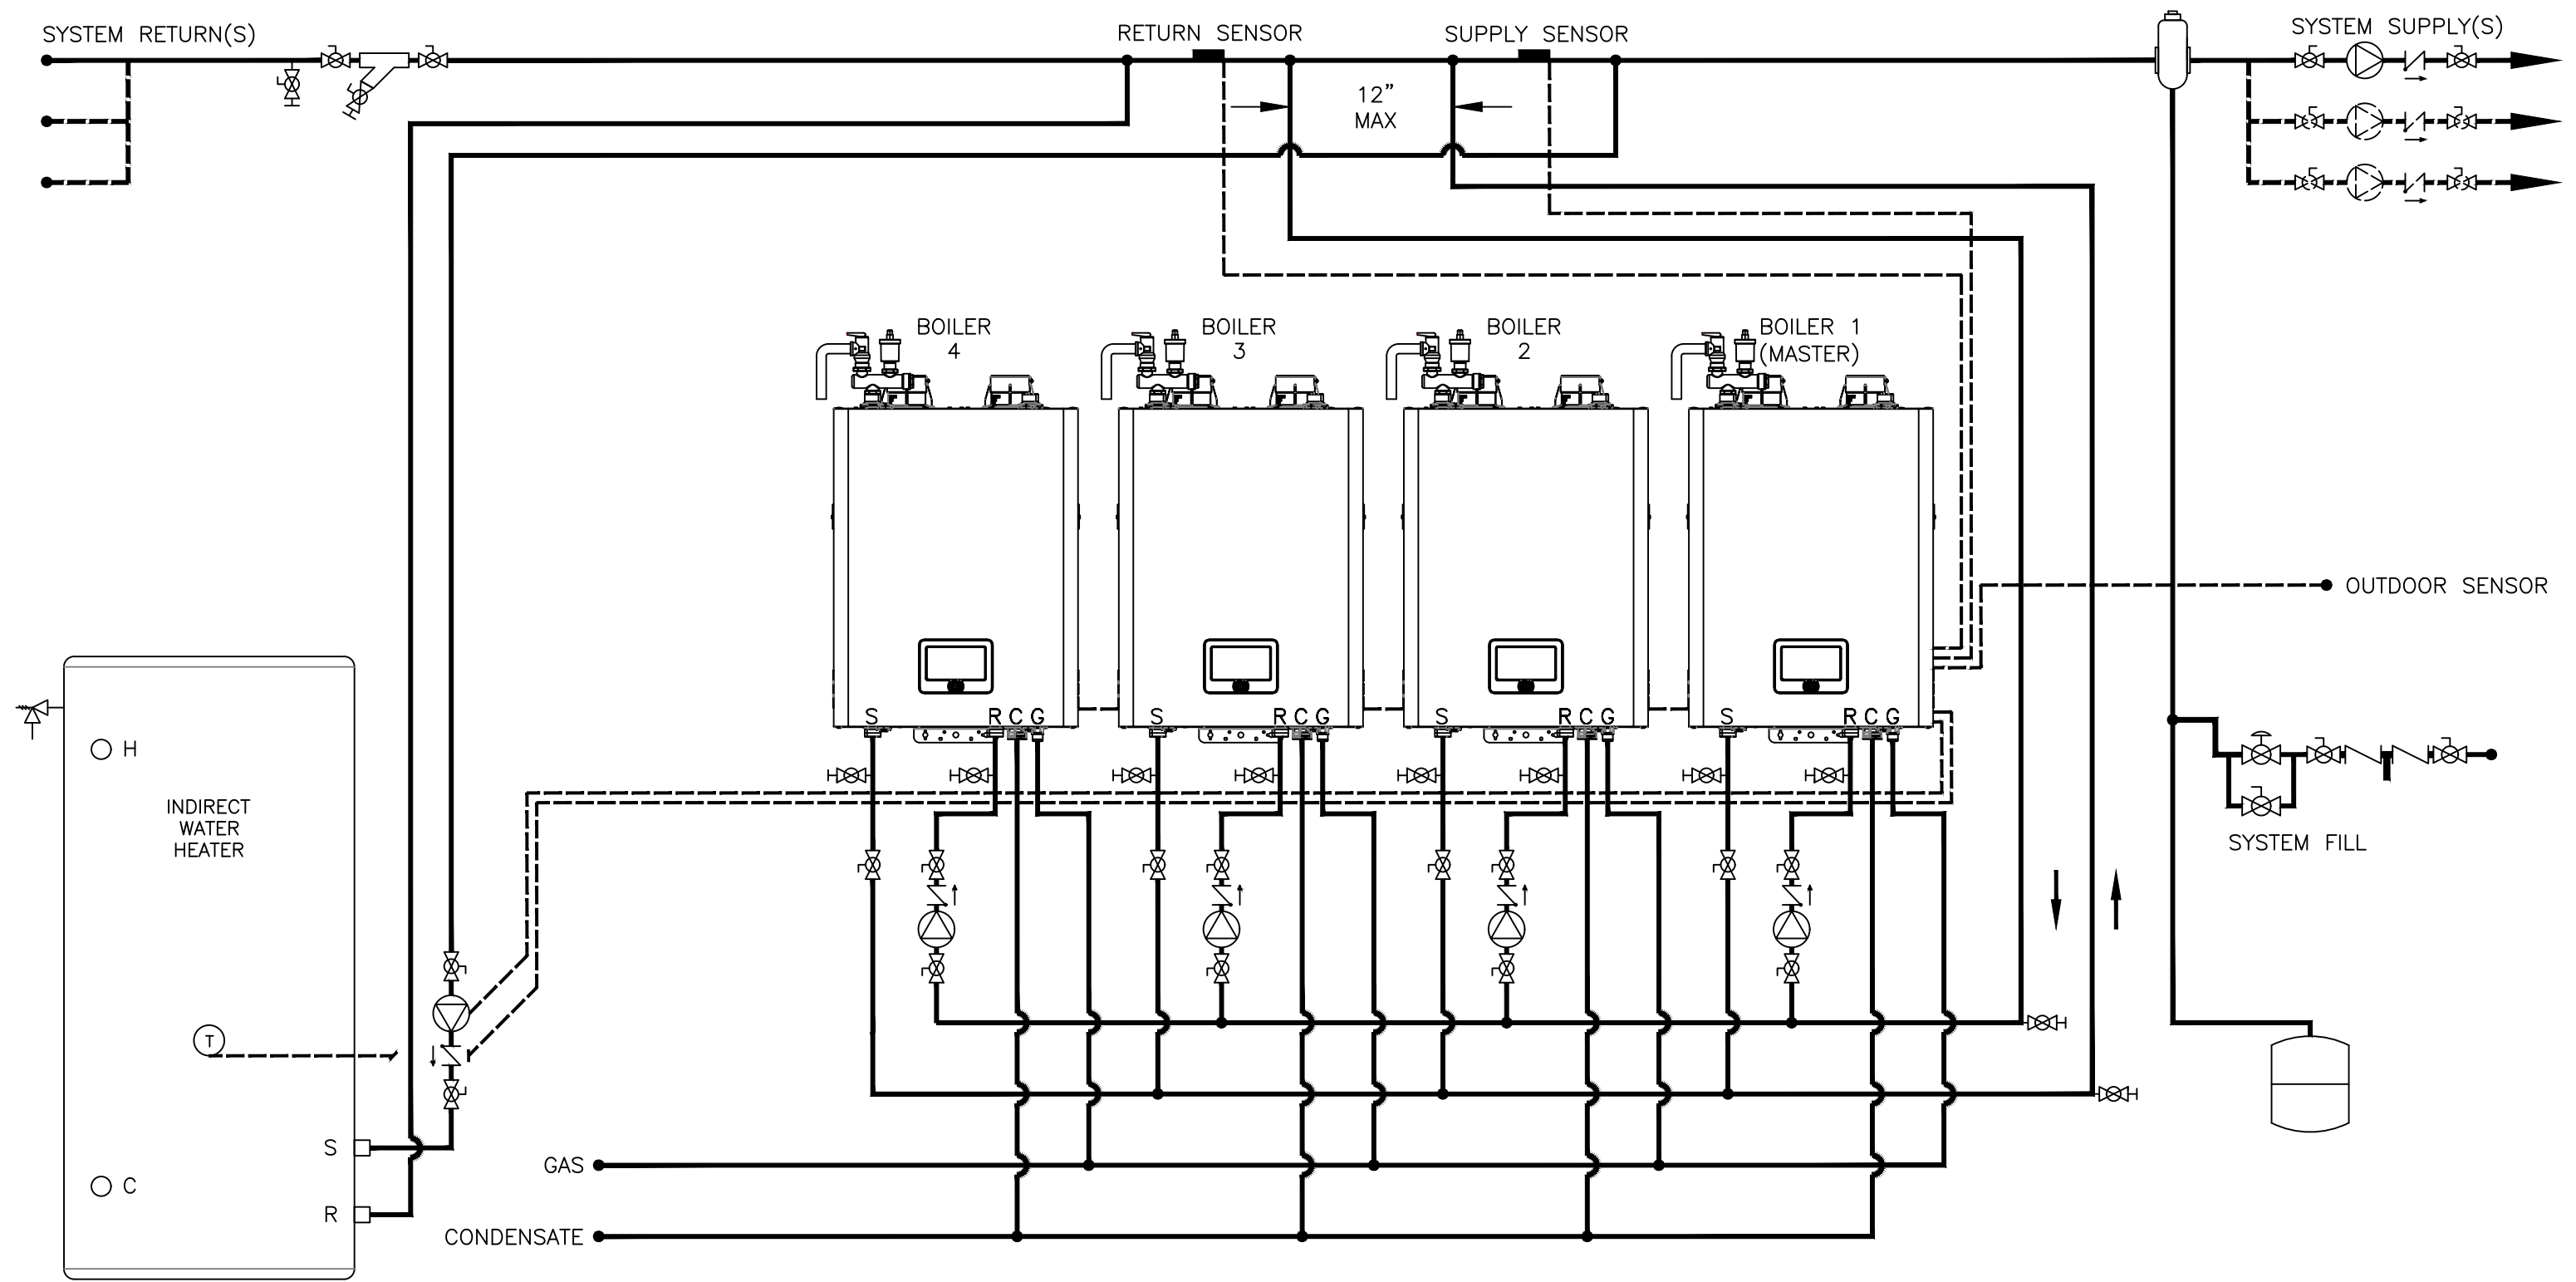 SYSTEM RETURN(S)
RETURN SENSOR
SUPPLY SENSOR
SYSTEM SUPPLY(S)
12”
MAX
BOILER
4
BOILER
3
BOILER
2
BOILER 1
(MASTER)
OUTDOOR SENSOR
S R C G
S R C G
S R C G
S R C G
H
INDIRECT
WATER
HEATER
SYSTEM FILL
T
S
C
R
GAS
CONDENSATE